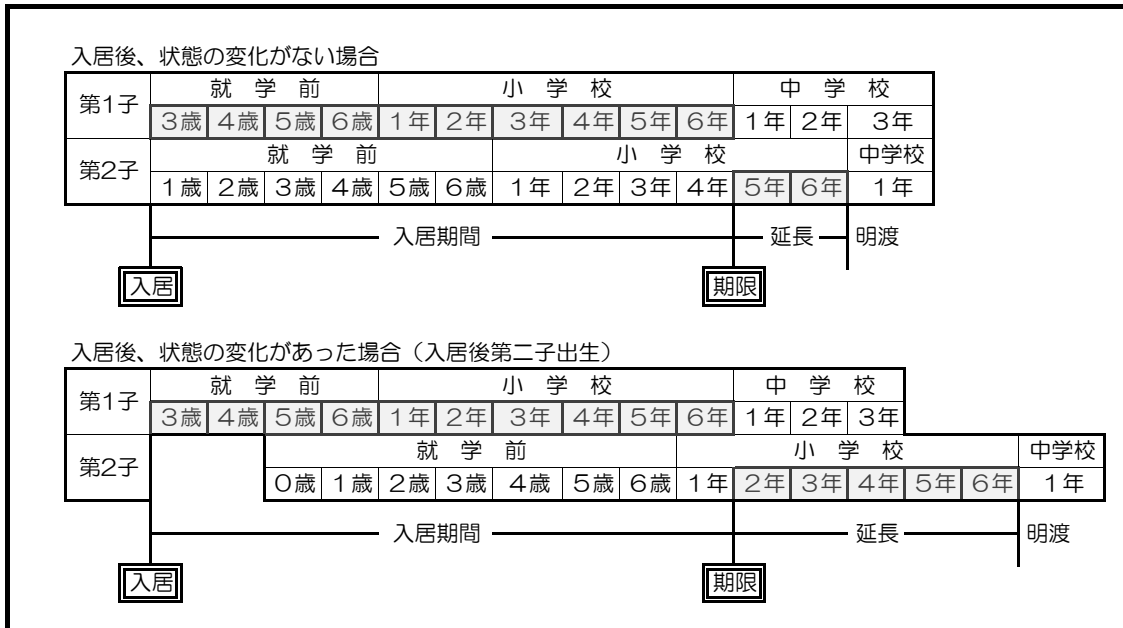 入居後、状態の変化がない場合
第1子 就学前 小学校 中学校
3歳 4歳 5歳 6歳 1年 2年 3年 4年 5年 6年 1年 2年 3年
第2子 就学前 小学校 中学校
1歳 2歳 3歳 4歳 5歳 6歳 1年 2年 3年 4年 5年 6年 1年
入居期間 延長 明渡
入居 期限
入居後、状態の変化があった場合（入居後第二子出生）
第1子 就学前 小学校 中学校
3歳 4歳 5歳 6歳 1年 2年 3年 4年 5年 6年 1年 2年 3年
第2子 就学前 小学校 中学校
0歳 1歳 2歳 3歳 4歳 5歳 6歳 1年 2年 3年 4年 5年 6年 1年
入居期間 延長 明渡
入居 期限